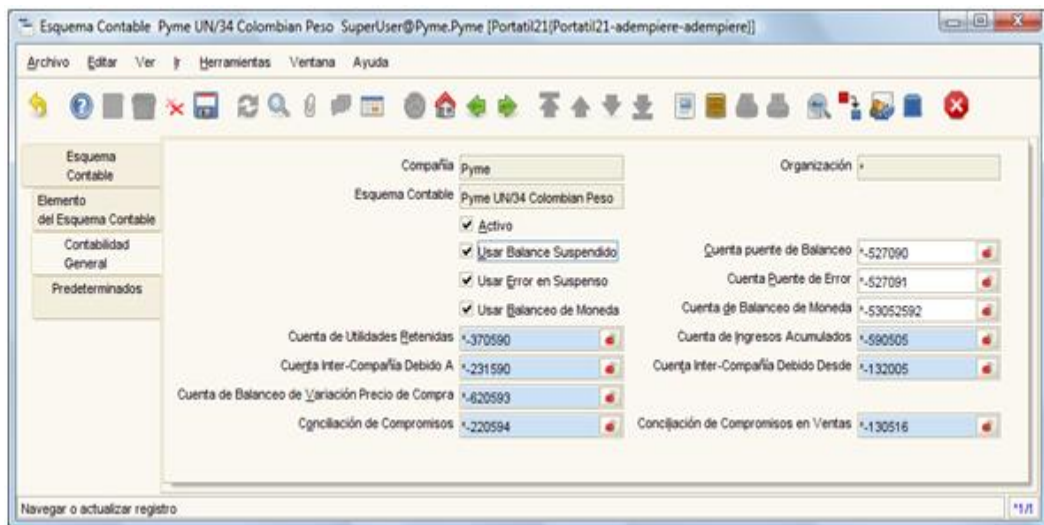 Esquema Contable Pyme UN/34 Colombian Peso SuperUser@Pyme.Pyme [Portatil21{Portatil21-adempiere-adempiere}]
Archivo Editar Ver Ir Herramientas Ventana Ayuda
Esquema
Contable
Elemento
del Esquema Contable
Contabilidad
General
Predeterminados
Compañía Pyme Organización *
Esquema Contable Pyme UN/34 Colombian Peso
Activo
Usar Balance Suspendido Cuenta puente de Balanceo *-527090
Usar Error en Suspenso Cuenta Puente de Error *-527091
Usar Balanceo de Moneda Cuenta de Balanceo de Moneda *-53052592
Cuenta de Utilidades Retenidas *-370590 Cuenta de Ingresos Acumulados *-590505
Cuenta Inter-Compañía Debido A *-231590 Cuenta Inter-Compañía Debido Desde *-132005
Cuenta de Balanceo de Variación Precio de Compra *-620593
Conciliación de Compromisos *-220594 Conciliación de Compromisos en Ventas *-130516
Navegar o actualizar registro *1/1